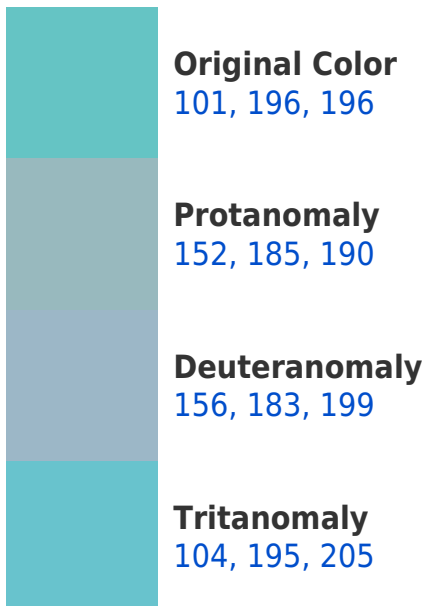 Original Color
101, 196, 196
Protanomaly
152, 185, 190
Deuteranomaly
156, 183, 199
Tritanomaly
104, 195, 205